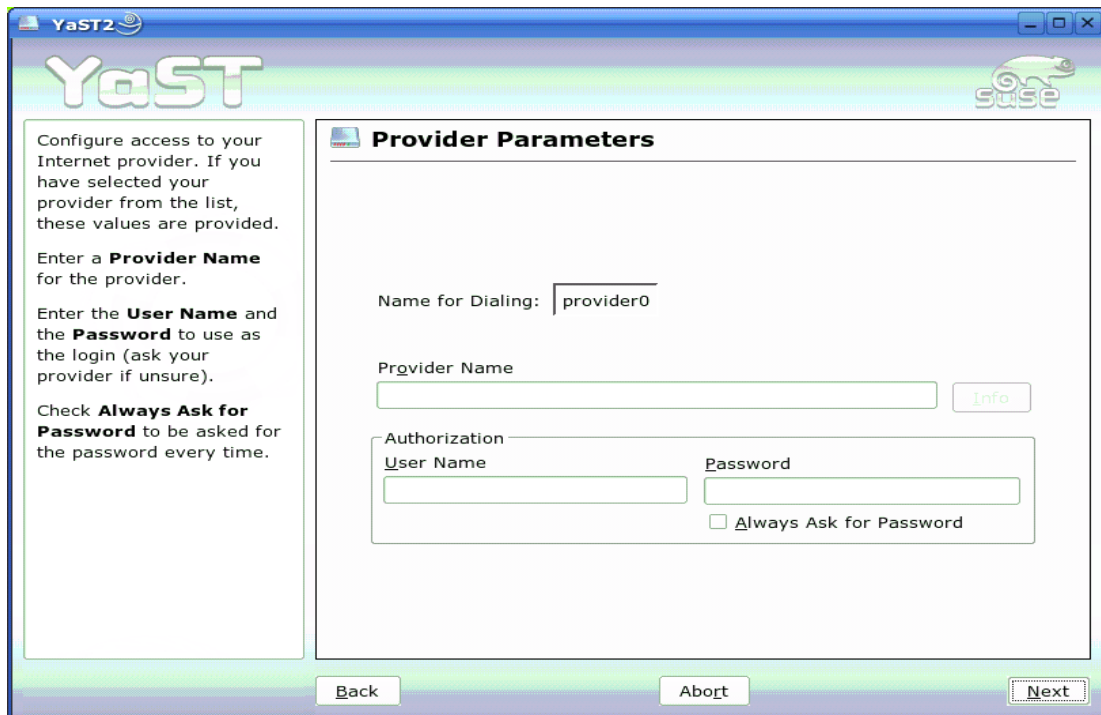 YaST2
YaST
suse
Configure access to your
Internet provider. If you
have selected your
provider from the list,
these values are provided.
Enter a Provider Name
for the provider.
Enter the User Name and
the Password to use as
the login (ask your
provider if unsure).
Check Always Ask for
Password to be asked for
the password every time.
Provider Parameters
Name for Dialing: provider0
Provider Name
Info
Authorization
User Name
Password
Always Ask for Password
Back
Abort
Next